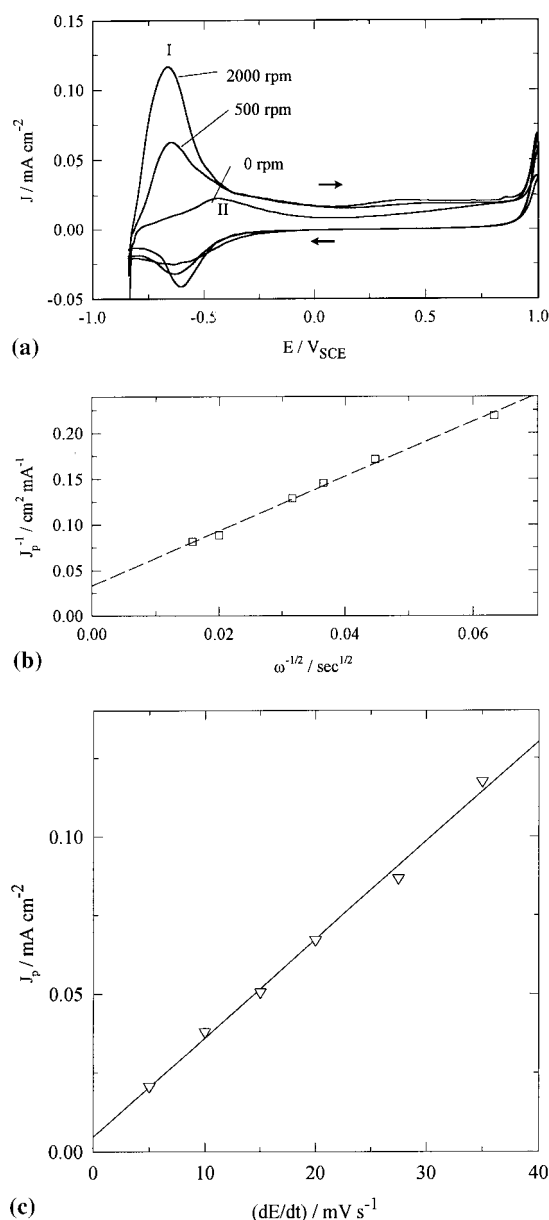 0.15
I
2000 rpm
0.10
500 rpm
J / mA cm⁻²
0.05
0 rpm
II
0.00
-0.05
-1.0 -0.5 0.0 0.5 1.0
(a)
E / V_SCE
0.20
0.15
J_p⁻¹ / cm² mA⁻¹
0.10
0.05
0.00
0.00 0.02 0.04 0.06
(b)
ω⁻¹/² / sec¹/²
0.10
J_p / mA cm⁻²
0.05
0.00
0 10 20 30 40
(c)
(dE/dt) / mV s⁻¹